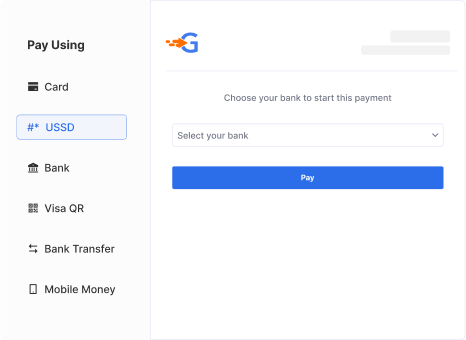 Pay Using
Card
#* USSD
Bank
Visa QR
Bank Transfer
Mobile Money
G
Choose your bank to start this payment
Select your bank
Pay